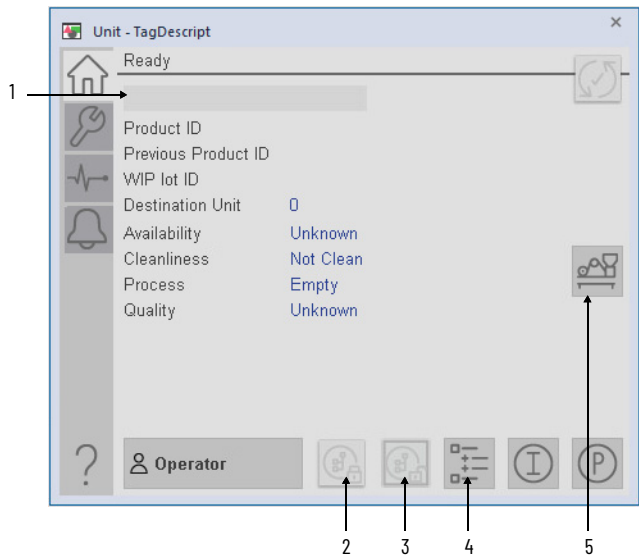 Unit - TagDescript
Ready
1
Product ID
Previous Product ID
WIP lot ID
Destination Unit 0
Availability Unknown
Cleanliness Not Clean
Process Empty
Quality Unknown
? Operator I P
2 3 4 5